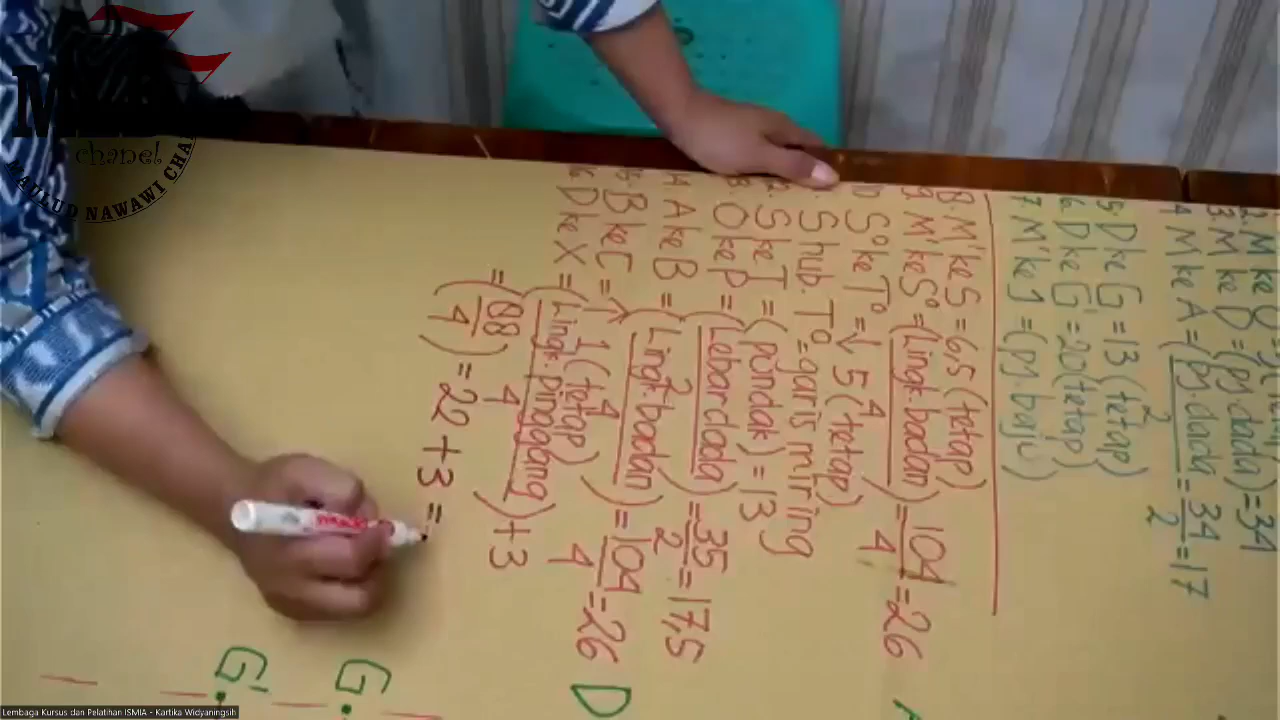 2. M ke
3. M ke D = (pj. dada) = 34
4. M ke A = (pj. dada / 2) = 34 / 2 = 17
5. D ke G = 13 (tetap)
6. D ke G' = 20 (tetap)
7. M' ke J = (pj. baju)
8 M' ke S = 6,5 (tetap)
9 M' ke S° = (Lingk. badan / 4) = 104 / 4 = 26
10 S° ke T° = ↓ 5 (tetap)
S hub. T° = garis miring
S ke T = (pundak) = 13
O ke P = (Lebar dada / 2) = 35 / 2 = 17,5
A ke B = (Lingk. badan / 4) = 104 / 4 = 26
B ke C = → 1 (tetap)
D ke X = (Lingk. pinggang / 4) + 3
= (88 / 4) = 22 + 3 =
D
G
G'
chanel
MAULUD NAWAWI CHA
Lembaga Kursus dan Pelatihan ISMIA - Kartika Widyaningsih